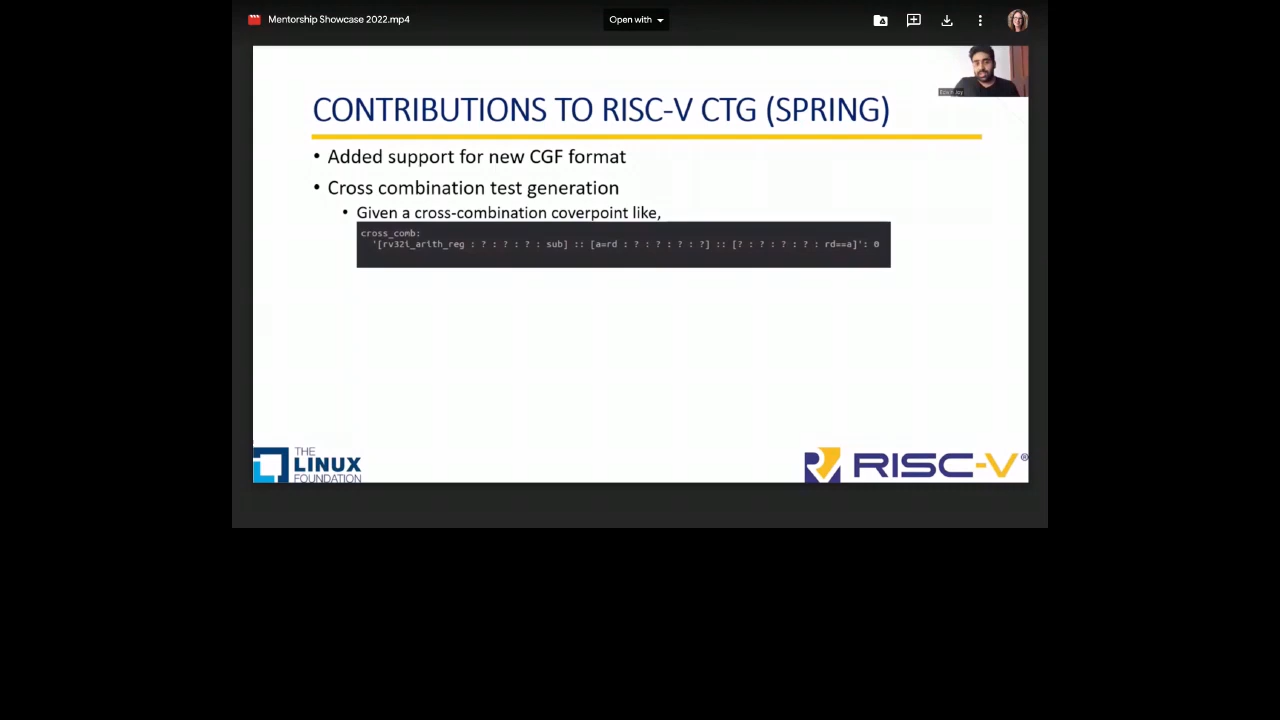 Mentorship Showcase 2022.mp4
Open with
CONTRIBUTIONS TO RISC-V CTG (SPRING)
• Added support for new CGF format
• Cross combination test generation
• Given a cross-combination coverpoint like,
cross_comb:
'[rv32i_arith_reg : ? : ? : ? : sub] :: [a=rd : ? : ? : ? : ?] :: [? : ? : ? : ? : rd==a]': 0
THE
LINUX
FOUNDATION
RISC-V®